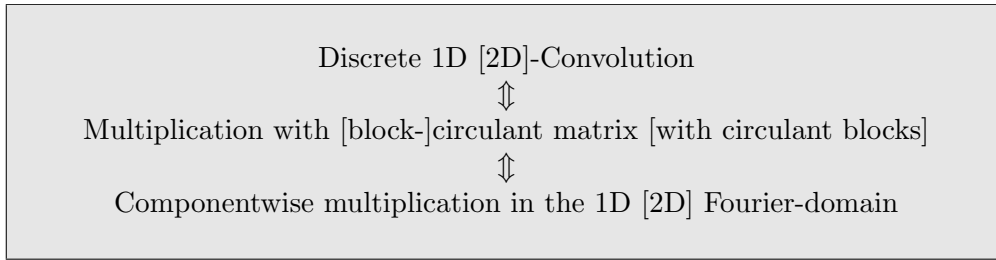 Discrete 1D [2D]-Convolution
⇕
Multiplication with [block-]circulant matrix [with circulant blocks]
⇕
Componentwise multiplication in the 1D [2D] Fourier-domain